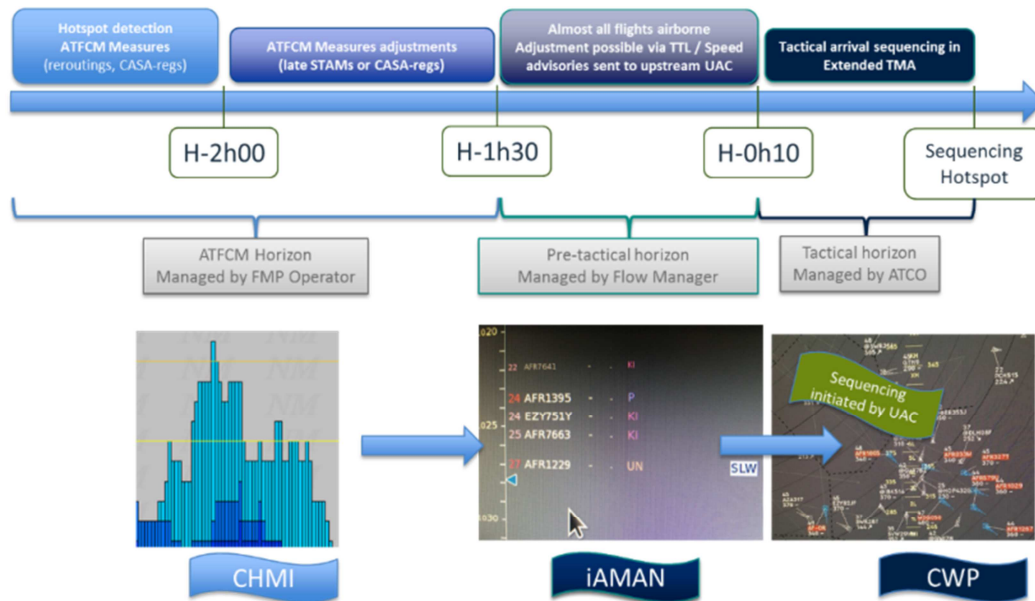 Hotspot detection
ATFCM Measures
(reroutings, CASA-regs)
ATFCM Measures adjustments
(late STAMs or CASA-regs)
Almost all flights airborne
Adjustment possible via TTL / Speed
advisories sent to upstream UAC
Tactical arrival sequencing in
Extended TMA
H-2h00
H-1h30
H-0h10
Sequencing
Hotspot
ATFCM Horizon
Managed by FMP Operator
Pre-tactical horizon
Managed by Flow Manager
Tactical horizon
Managed by ATCO
NM
1020
22 AFR7641 - . KI
24 AFR1395 - . P
24 EZY751Y - . KI
1025
25 AFR7663 - . KI
27 AFR1229 - . UN
SLW
1030
Sequencing
initiated by UAC
CHMI
iAMAN
CWP